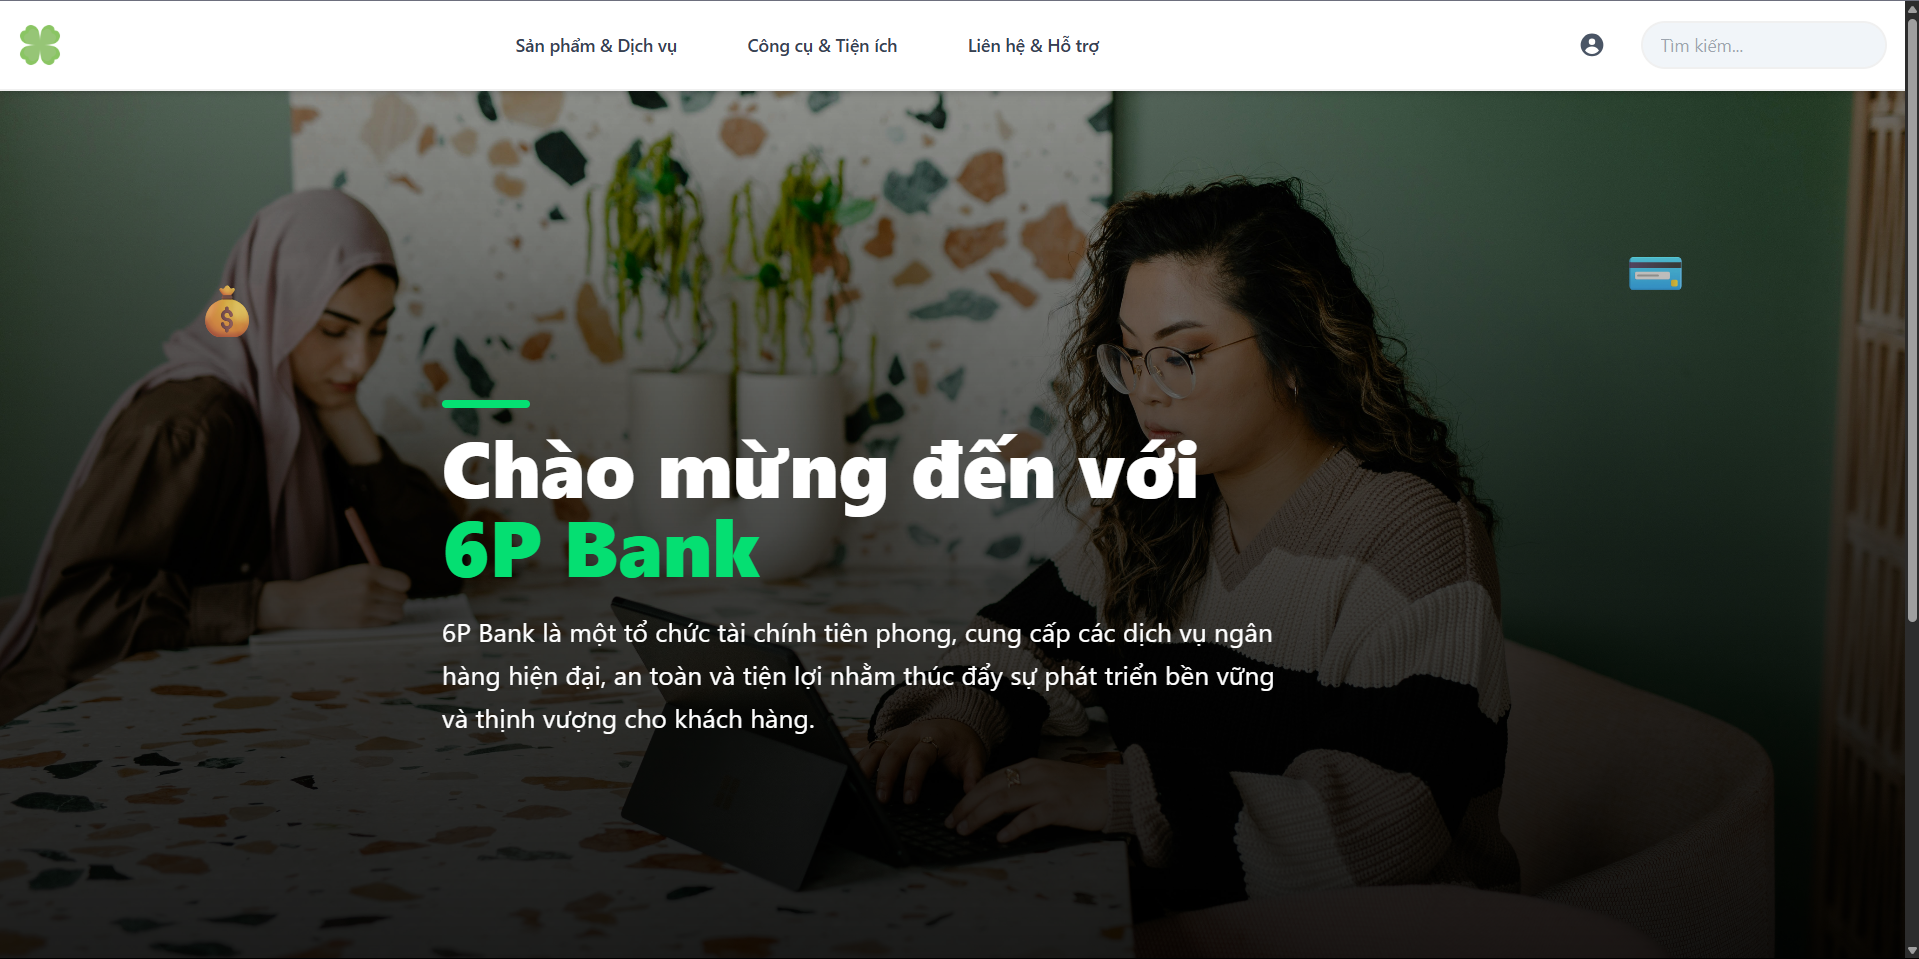 Sản phẩm & Dịch vụ
Công cụ & Tiện ích
Liên hệ & Hỗ trợ
Tìm kiếm...
Chào mừng đến với
6P Bank
6P Bank là một tổ chức tài chính tiên phong, cung cấp các dịch vụ ngân
hàng hiện đại, an toàn và tiện lợi nhằm thúc đẩy sự phát triển bền vững
và thịnh vượng cho khách hàng.